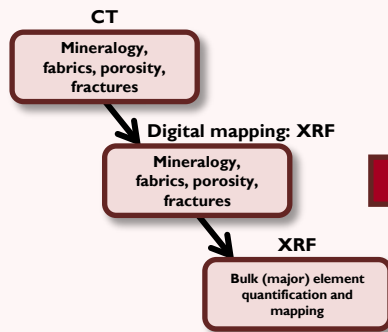 CT
Mineralogy,
fabrics, porosity,
fractures
Digital mapping: XRF
Mineralogy,
fabrics, porosity,
fractures
XRF
Bulk (major) element
quantification and
mapping